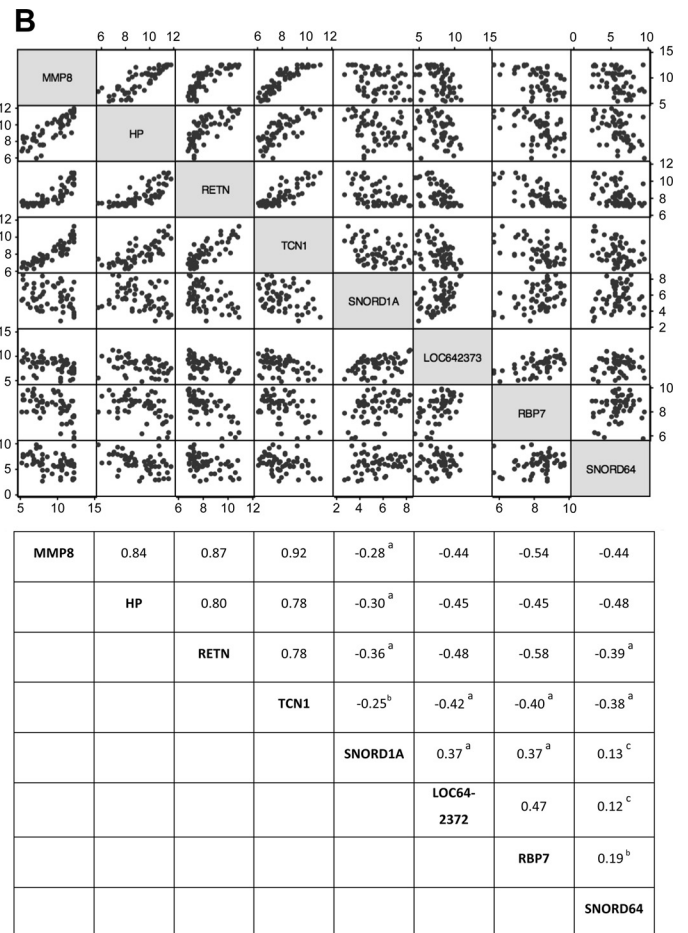 B
6 8 10 12 6 8 10 12 5 10 15 0 5 10
MMP8
15
10
5
12
10
8
6
HP
RETN
12
10
8
6
12
10
8
6
TCN1
SNORD1A
8
6
4
2
15
10
5
LOC642373
RBP7
10
8
6
10
5
0
SNORD64
5 10 15 6 8 10 12 2 4 6 8 6 8 10
MMP8 0.84 0.87 0.92 -0.28 a -0.44 -0.54 -0.44
HP 0.80 0.78 -0.30 a -0.45 -0.45 -0.48
RETN 0.78 -0.36 a -0.48 -0.58 -0.39 a
TCN1 -0.25 b -0.42 a -0.40 a -0.38 a
SNORD1A 0.37 a 0.37 a 0.13 c
LOC64-
2372 0.47 0.12 c
RBP7 0.19 b
SNORD64